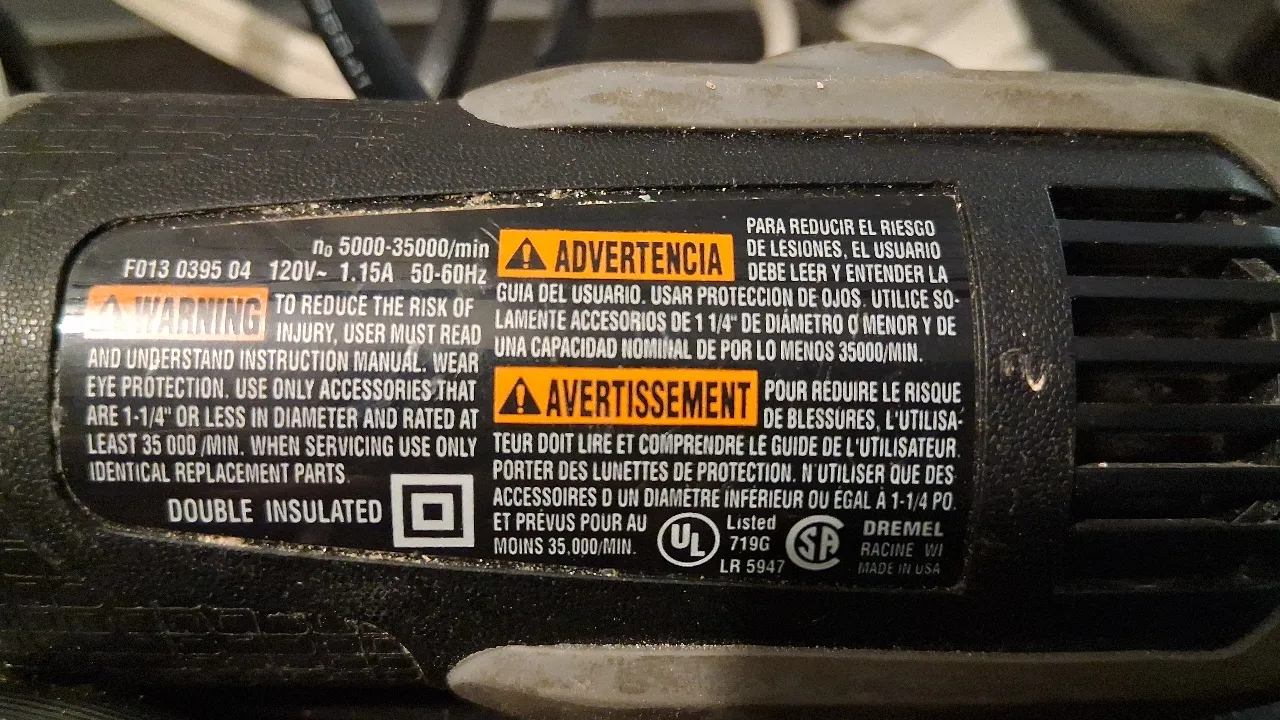 n₀ 5000-35000/min
F013 0395 04 120V~ 1.15A 50-60Hz
WARNING TO REDUCE THE RISK OF
INJURY, USER MUST READ
AND UNDERSTAND INSTRUCTION MANUAL. WEAR
EYE PROTECTION. USE ONLY ACCESSORIES THAT
ARE 1-1/4" OR LESS IN DIAMETER AND RATED AT
LEAST 35 000 /MIN. WHEN SERVICING USE ONLY
IDENTICAL REPLACEMENT PARTS.
DOUBLE INSULATED
ADVERTENCIA PARA REDUCIR EL RIESGO
DE LESIONES, EL USUARIO
DEBE LEER Y ENTENDER LA
GUIA DEL USUARIO. USAR PROTECCION DE OJOS. UTILICE SO-
LAMENTE ACCESORIOS DE 1 1/4" DE DIÁMETRO O MENOR Y DE
UNA CAPACIDAD NOMINAL DE POR LO MENOS 35000/MIN.
AVERTISSEMENT POUR RÉDUIRE LE RISQUE
DE BLESSURES, L'UTILISA-
TEUR DOIT LIRE ET COMPRENDRE LE GUIDE DE L'UTILISATEUR.
PORTER DES LUNETTES DE PROTECTION. N'UTILISER QUE DES
ACCESSOIRES D UN DIAMÈTRE INFÉRIEUR OU ÉGAL À 1-1/4 PO.
ET PRÉVUS POUR AU
MOINS 35.000/MIN.
UL Listed
719G
LR 5947
SA
DREMEL
RACINE WI
MADE IN USA